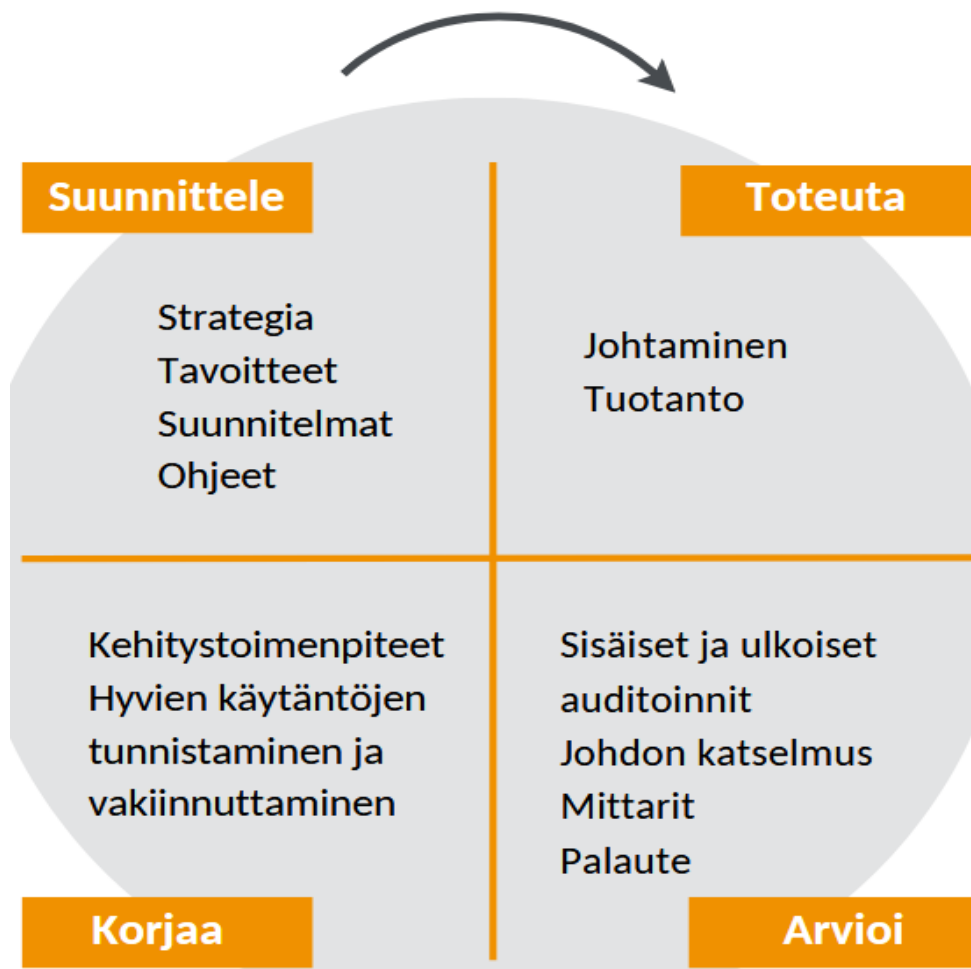 Suunnittele
Strategia
Tavoitteet
Suunnitelmat
Ohjeet
Toteuta
Johtaminen
Tuotanto
Kehitystoimenpiteet
Hyvien käytäntöjen
tunnistaminen ja
vakiinnuttaminen
Korjaa
Sisäiset ja ulkoiset
auditoinnit
Johdon katselmus
Mittarit
Palaute
Arvioi